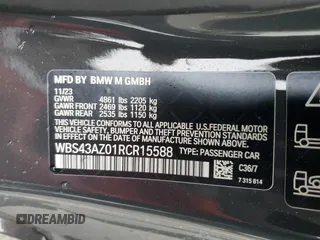 MFD. BY BMW M GMBH
11/23
GVWR 4861 lbs 2205 kg
GAWR FRONT 2469 lbs 1120 kg
GAWR REAR 2535 lbs 1150 kg
THIS VEHICLE CONFORMS TO ALL APPLICABLE
U.S. FEDERAL MOTOR VEHICLE SAFETY, BUMPER, AND
THEFT PREVENTION STANDARDS IN EFFECT ON THE
DATE OF MANUFACTURE SHOWN ABOVE.
WBS43AZ01RCR15588 TYPE: PASSENGER CAR
C36/7
7 315 814
DREAMBID